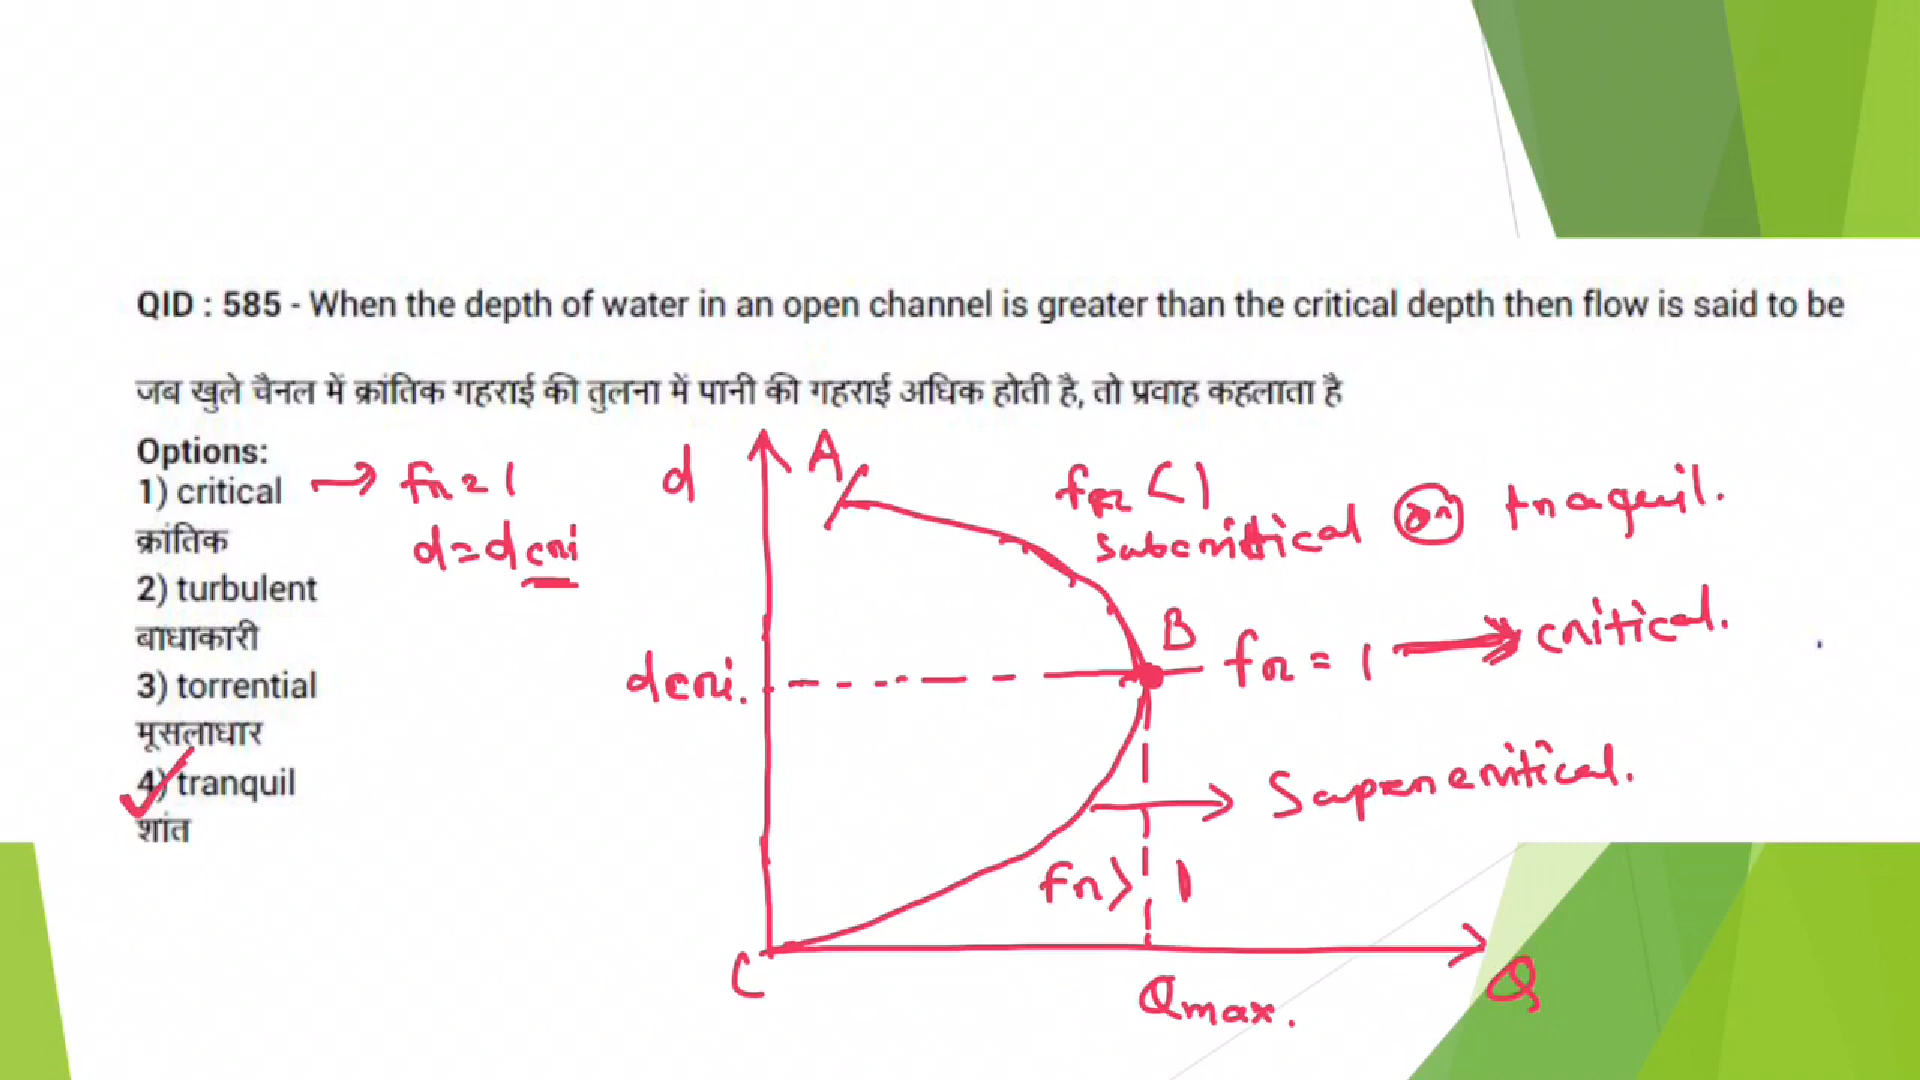 QID : 585 - When the depth of water in an open channel is greater than the critical depth then flow is said to be
जब खुले चैनल में क्रांतिक गहराई की तुलना में पानी की गहराई अधिक होती है, तो प्रवाह कहलाता है
Options:
1) critical → fr = 1
क्रांतिक d = dcri
2) turbulent
बाधाकारी
3) torrential
मूसलाधार
4) tranquil
शांत
d
A
fr < 1
subcritical or traquil.
B
dcri. fr = 1 → critical.
→ Supercritical.
fr > 1
C
Q
Qmax.